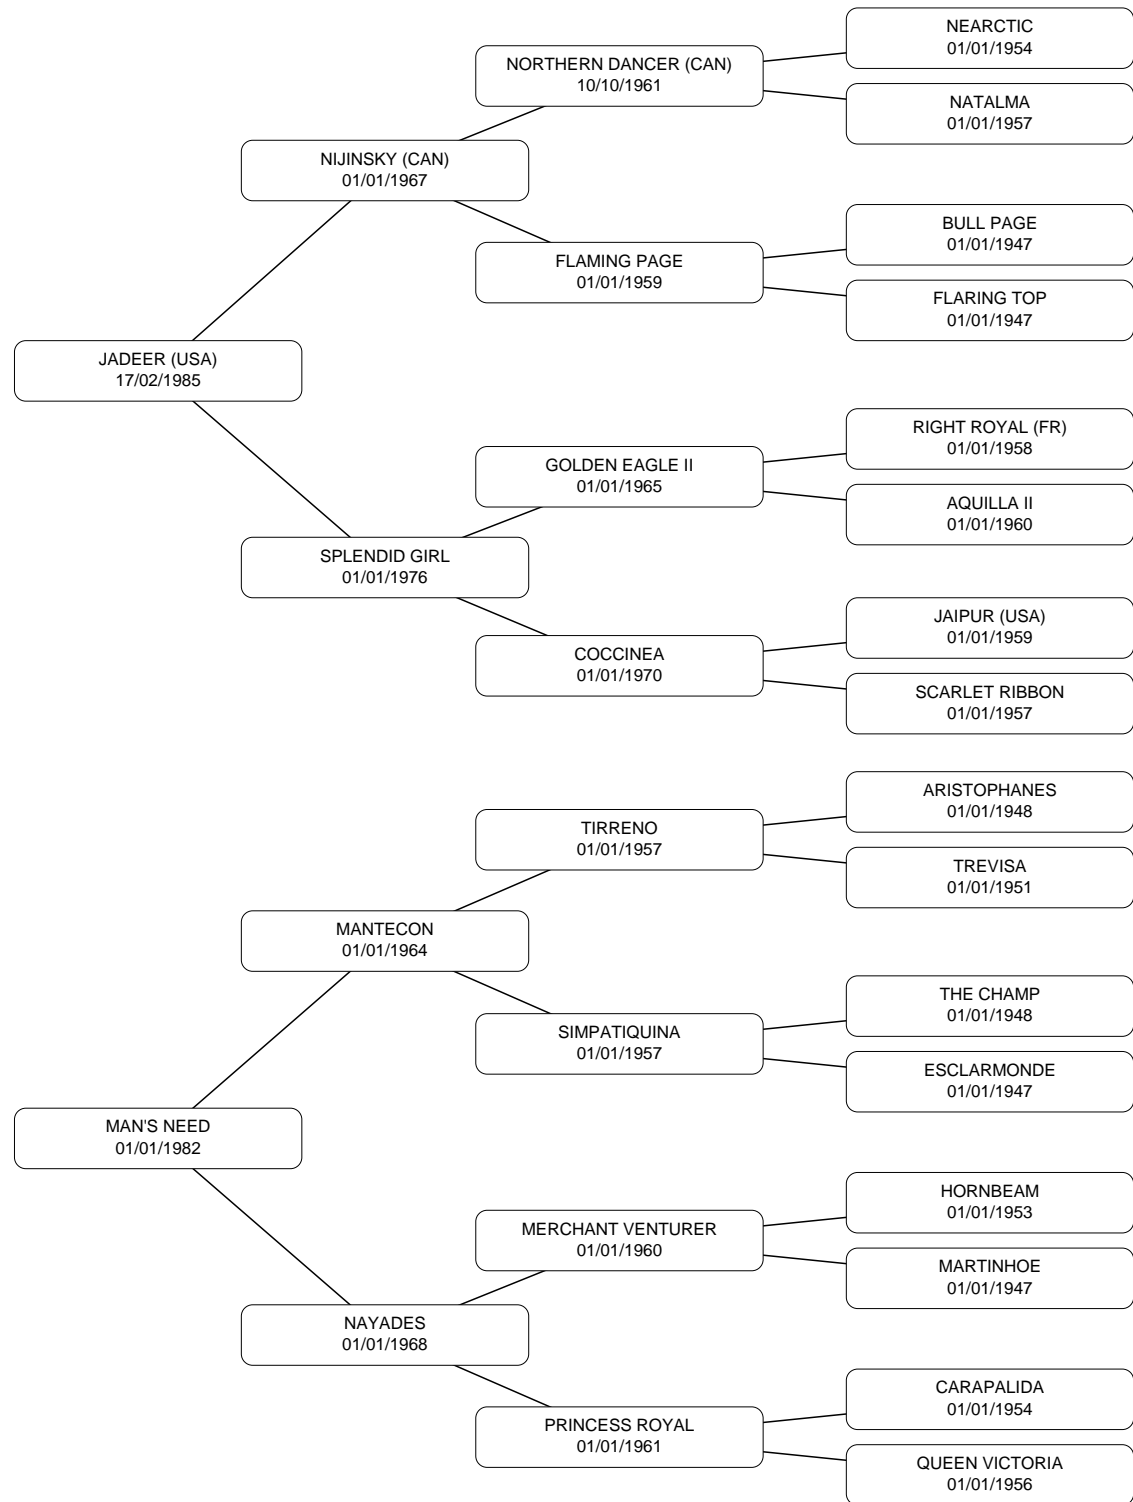 NEARCTIC
01/01/1954
NORTHERN DANCER (CAN)
10/10/1961
NATALMA
01/01/1957
NIJINSKY (CAN)
01/01/1967
BULL PAGE
01/01/1947
FLAMING PAGE
01/01/1959
FLARING TOP
01/01/1947
JADEER (USA)
17/02/1985
RIGHT ROYAL (FR)
01/01/1958
GOLDEN EAGLE II
01/01/1965
AQUILLA II
01/01/1960
SPLENDID GIRL
01/01/1976
JAIPUR (USA)
01/01/1959
COCCINEA
01/01/1970
SCARLET RIBBON
01/01/1957
ARISTOPHANES
01/01/1948
TIRRENO
01/01/1957
TREVISA
01/01/1951
MANTECON
01/01/1964
THE CHAMP
01/01/1948
SIMPATIQUINA
01/01/1957
ESCLARMONDE
01/01/1947
MAN'S NEED
01/01/1982
HORNBEAM
01/01/1953
MERCHANT VENTURER
01/01/1960
MARTINHOE
01/01/1947
NAYADES
01/01/1968
CARAPALIDA
01/01/1954
PRINCESS ROYAL
01/01/1961
QUEEN VICTORIA
01/01/1956